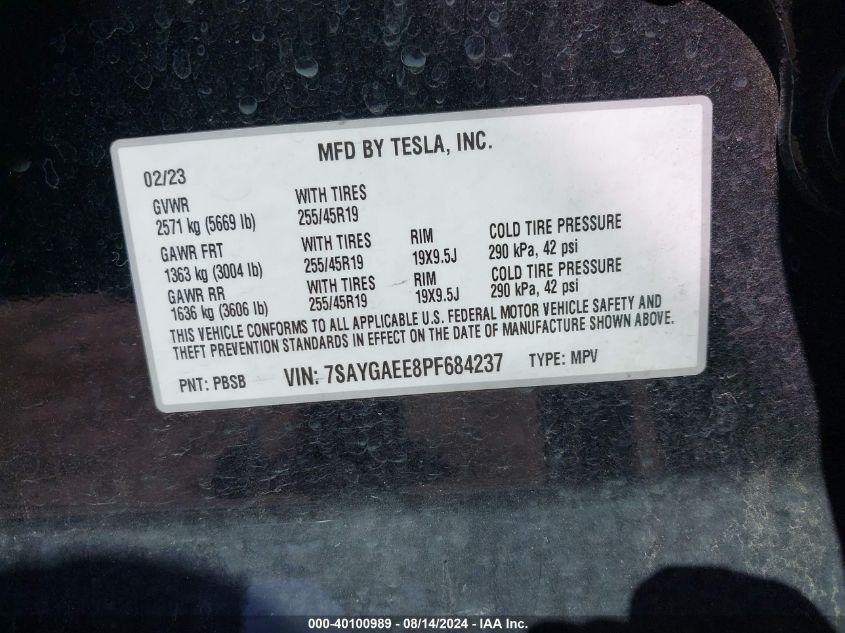 MFD BY TESLA, INC.
02/23
GVWR WITH TIRES
2571 kg (5669 lb) 255/45R19
GAWR FRT WITH TIRES RIM COLD TIRE PRESSURE
1363 kg (3004 lb) 255/45R19 19X9.5J 290 kPa, 42 psi
GAWR RR WITH TIRES RIM COLD TIRE PRESSURE
1636 kg (3606 lb) 255/45R19 19X9.5J 290 kPa, 42 psi
THIS VEHICLE CONFORMS TO ALL APPLICABLE U.S. FEDERAL MOTOR VEHICLE SAFETY AND
THEFT PREVENTION STANDARDS IN EFFECT ON THE DATE OF MANUFACTURE SHOWN ABOVE.
PNT: PBSB VIN: 7SAYGAEE8PF684237 TYPE: MPV
000-40100989 - 08/14/2024 - IAA Inc.